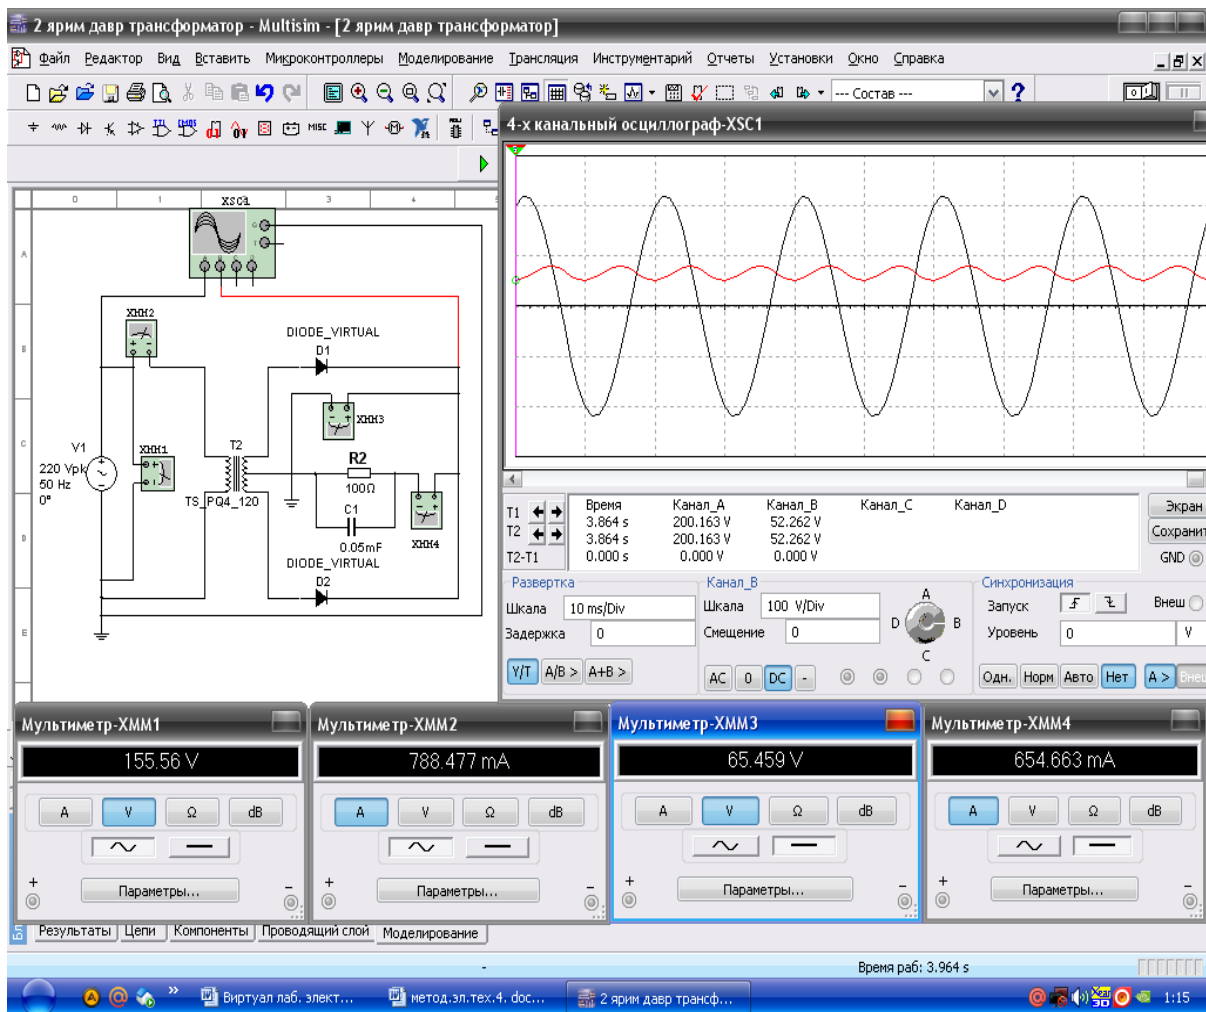 2 ярим давр трансформатор - Multisim - [2 ярим давр трансформатор]
Файл Редактор Вид Вставить Микроконтроллеры Моделирование Трансляция Инструментарий Отчеты Установки Окно Справка
--- Состав ---
MISC
4-х канальный осциллограф-XSC1
0 1 3 4
XSC1
G
T
A
XMM2
DIODE_VIRTUAL
B
D1
XMM3
C
V1
XMM1
T2
R2
220 Vpk
50 Hz
0°
100Ω
TS_PQ4_120
C1
0.05mF
XMM4
D
DIODE_VIRTUAL
D2
E
T1
T2
T2-T1
Время Канал_A Канал_B Канал_C Канал_D
3.864 s 200.163 V 52.262 V
3.864 s 200.163 V 52.262 V
0.000 s 0.000 V 0.000 V
Экран
Сохранит
GND
Развертка
Шкала 10 ms/Div
Задержка 0
Y/T A/B > A+B >
Канал_B
Шкала 100 V/Div
Смещение 0
AC 0 DC -
A
D B
C
Синхронизация
Запуск Внеш
Уровень 0 V
Одн. Норм Авто Нет A > Внеш
Мультиметр-XMM1
155.56 V
A V Ω dB
+ Параметры... -
Мультиметр-XMM2
788.477 mA
A V Ω dB
+ Параметры... -
Мультиметр-XMM3
65.459 V
A V Ω dB
+ Параметры... -
Мультиметр-XMM4
654.663 mA
A V Ω dB
+ Параметры... -
Результаты Цепи Компоненты Проводящий слой Моделирование
-
Время раб: 3.964 s
Виртуал лаб. элект... метод.эл.тех.4. doc... 2 ярим давр трансф...
1:15